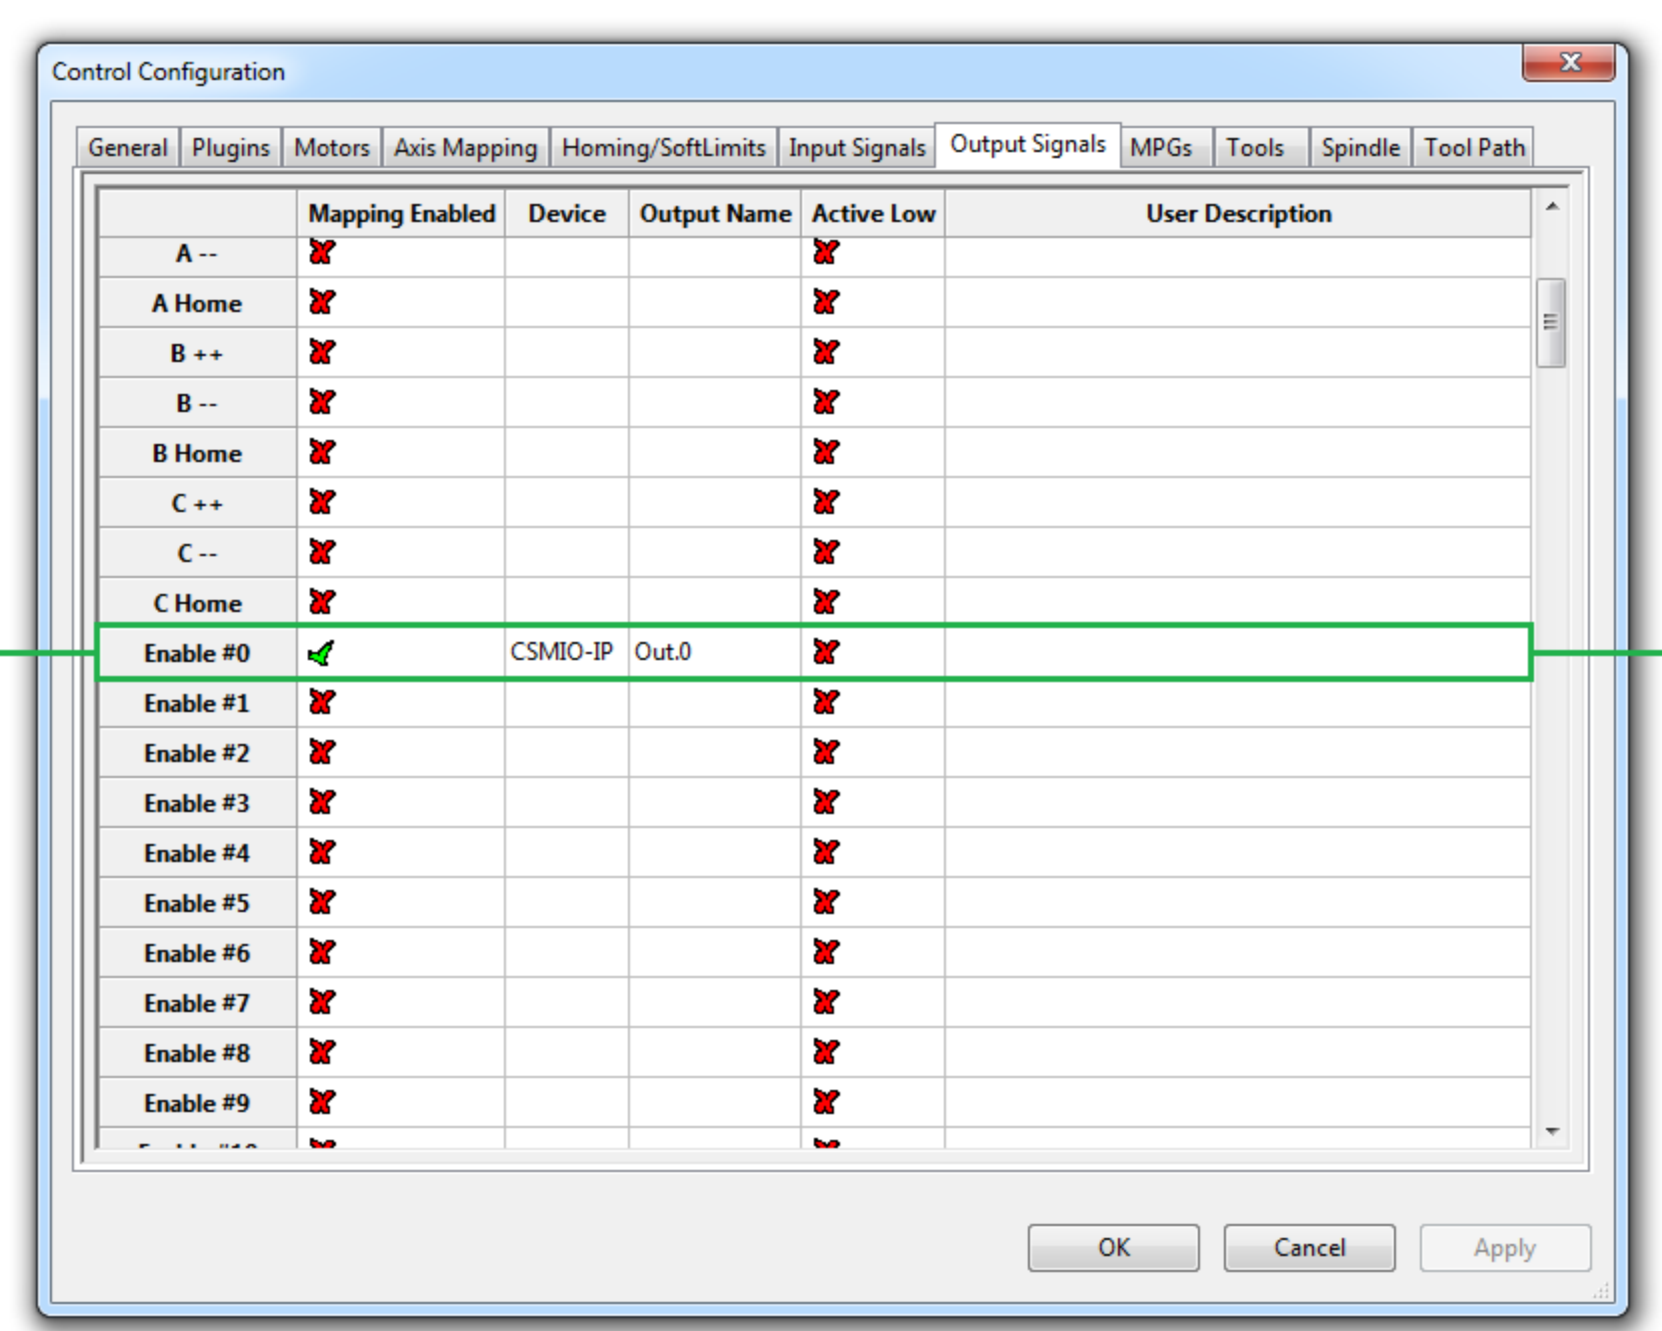 Control Configuration
General Plugins Motors Axis Mapping Homing/SoftLimits Input Signals Output Signals MPGs Tools Spindle Tool Path
Mapping Enabled Device Output Name Active Low User Description
A --
A Home
B ++
B --
B Home
C ++
C --
C Home
Enable #0 CSMIO-IP Out.0
Enable #1
Enable #2
Enable #3
Enable #4
Enable #5
Enable #6
Enable #7
Enable #8
Enable #9
OK Cancel Apply